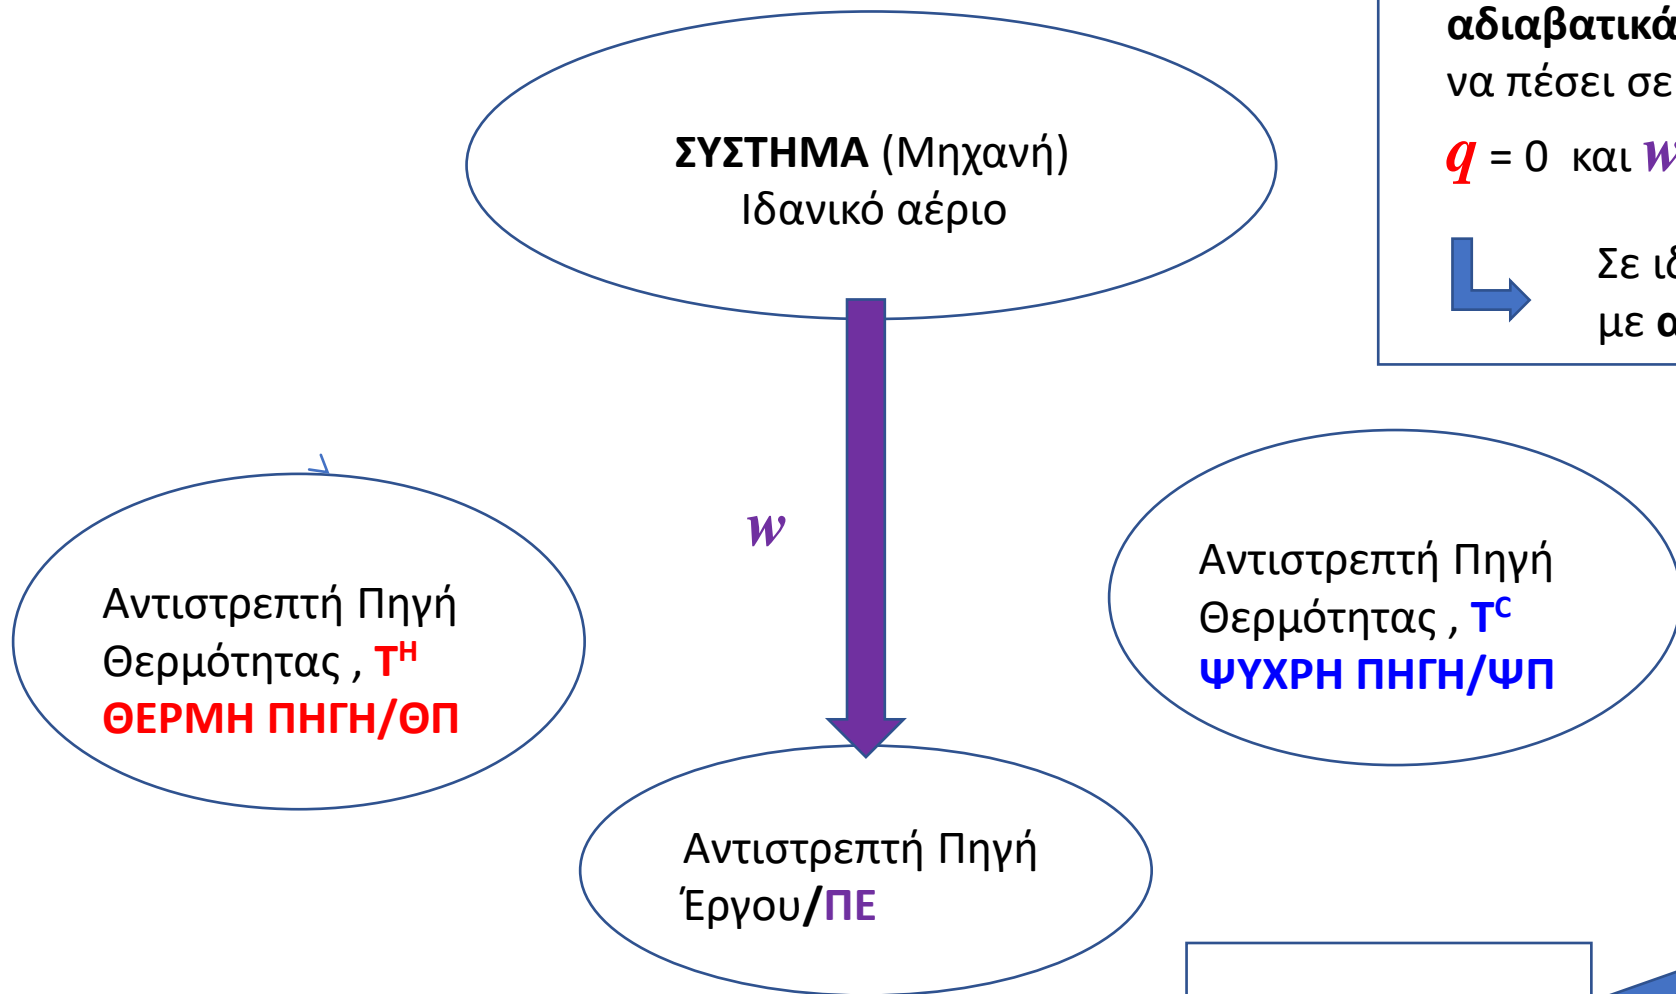 ΣΥΣΤΗΜΑ (Μηχανή)
Ιδανικό αέριο
αδιαβατικά
να πέσει σε
q = 0 και w
Σε ιδ
με α
w
Αντιστρεπτή Πηγή
Θερμότητας , Tᴴ
ΘΕΡΜΗ ΠΗΓΗ/ΘΠ
Αντιστρεπτή Πηγή
Θερμότητας , Tᶜ
ΨΥΧΡΗ ΠΗΓΗ/ΨΠ
Αντιστρεπτή Πηγή
Έργου/ΠΕ